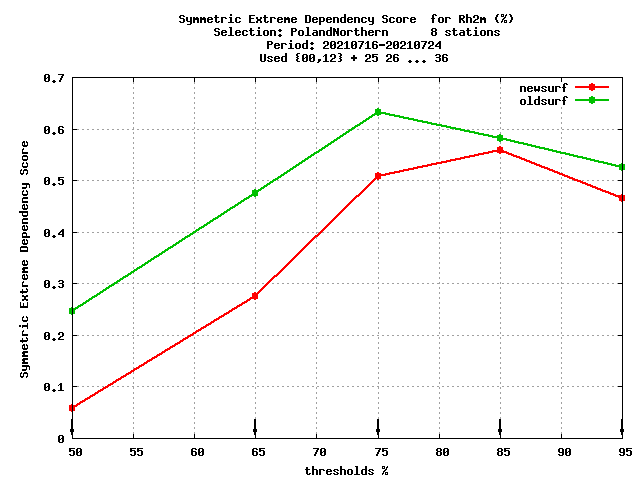 Symmetric Extreme Dependency Score  for Rh2m (%)
Selection: PolandNorthern      8 stations
Period: 20210716-20210724
Used {00,12} + 25 26 ... 36
newsurf
oldsurf
0.7
0.6
0.5
0.4
0.3
0.2
0.1
0
Symmetric Extreme Dependency Score
50 55 60 65 70 75 80 85 90 95
thresholds %